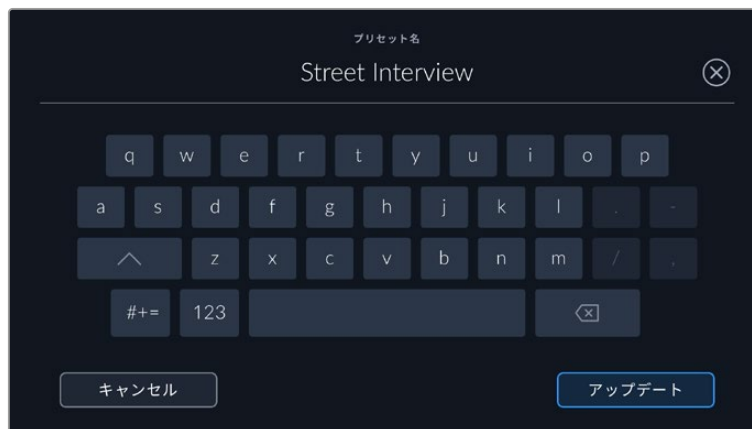 プリセット名
Street Interview
q w e r t y u i o p
a s d f g h j k l . -
z x c v b n m / ,
#+= 123
キャンセル アップデート